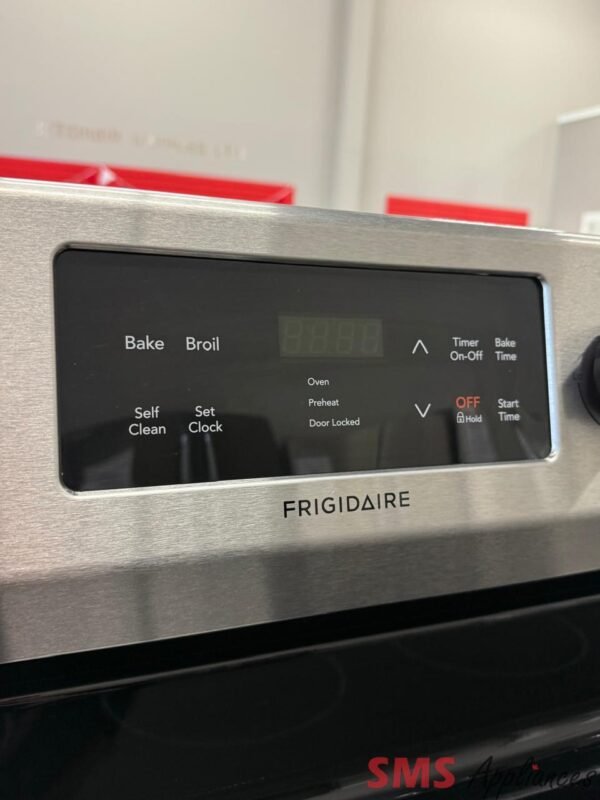 Bake
Broil
Timer
On-Off
Bake
Time
Oven
Preheat
Door Locked
Self
Clean
Set
Clock
OFF
Hold
Start
Time
FRIGIDAIRE
SMS Appliances